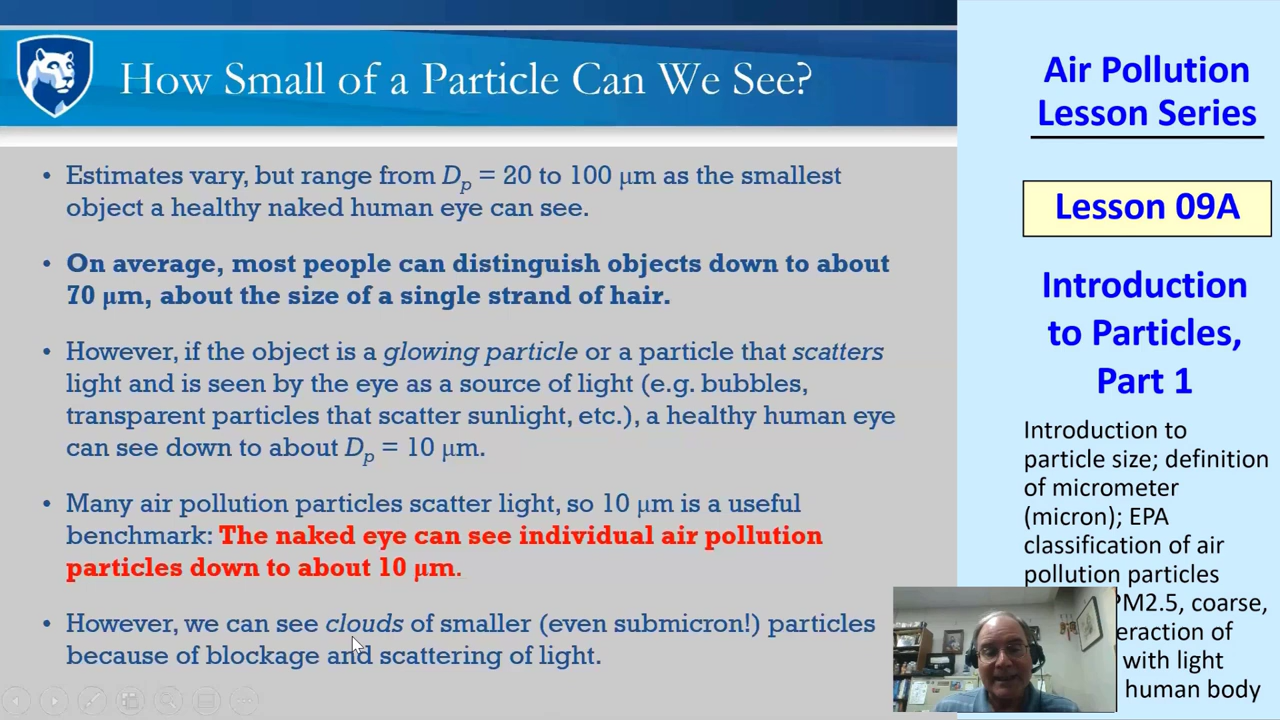 How Small of a Particle Can We See?
• Estimates vary, but range from Dp = 20 to 100 μm as the smallest
object a healthy naked human eye can see.
• On average, most people can distinguish objects down to about
70 μm, about the size of a single strand of hair.
• However, if the object is a glowing particle or a particle that scatters
light and is seen by the eye as a source of light (e.g. bubbles,
transparent particles that scatter sunlight, etc.), a healthy human eye
can see down to about Dp = 10 μm.
• Many air pollution particles scatter light, so 10 μm is a useful
benchmark: The naked eye can see individual air pollution
particles down to about 10 μm.
• However, we can see clouds of smaller (even submicron!) particles
because of blockage and scattering of light.
Air Pollution
Lesson Series
Lesson 09A
Introduction
to Particles,
Part 1
Introduction to
particle size; definition
of micrometer
(micron); EPA
classification of air
pollution particles
PM2.5, coarse,
eraction of
with light
human body